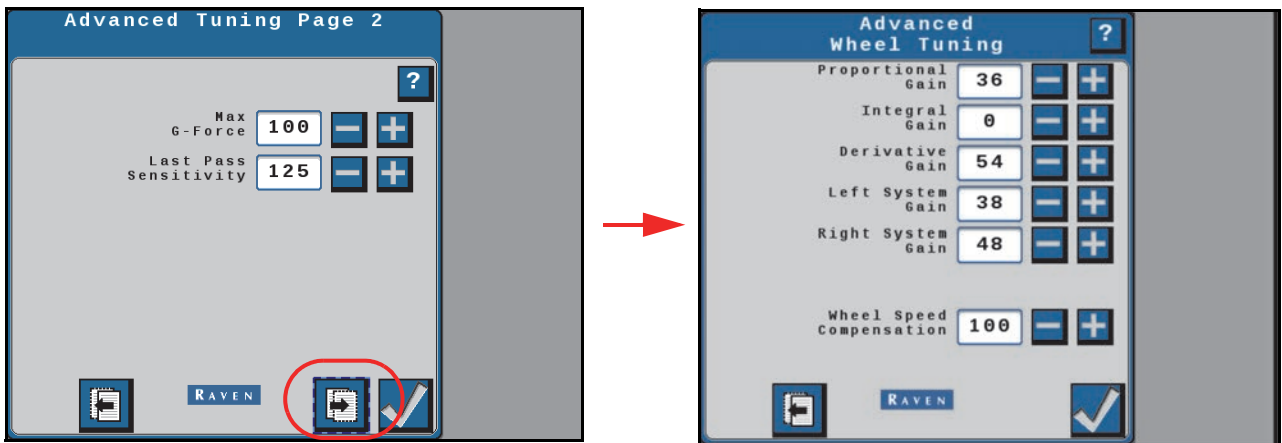 Advanced Tuning Page 2
?
Max
G-Force
100
Last Pass
Sensitivity
125
RAVEN
Advanced
Wheel Tuning
?
Proportional
Gain
36
Integral
Gain
0
Derivative
Gain
54
Left System
Gain
38
Right System
Gain
48
Wheel Speed
Compensation
100
RAVEN